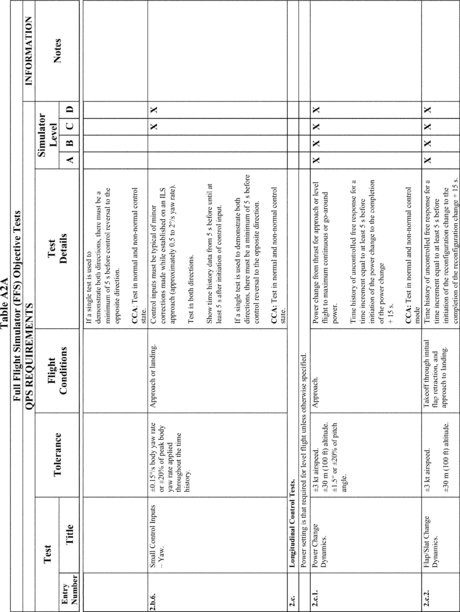 Table A2A
Full Flight Simulator (FFS) Objective Tests
QPS REQUIREMENTS
INFORMATION
Test
Tolerance
Flight
Conditions
Test
Details
Simulator
Level
Notes
Entry
Number
Title
A B C D
If a single test is used to
demonstrate both directions, there must be a
minimum of 5 s before control reversal to the
opposite direction.
CCA: Test in normal and non-normal control
state.
2.b.6.
Small Control Inputs
– Yaw.
±0.15°/s body yaw rate
or ±20% of peak body
yaw rate applied
throughout the time
history.
Approach or landing.
Control inputs must be typical of minor
corrections made while established on an ILS
approach (approximately 0.5 to 2°/s yaw rate).
Test in both directions.
Show time history data from 5 s before until at
least 5 s after initiation of control input.
If a single test is used to demonstrate both
directions, there must be a minimum of 5 s before
control reversal to the opposite direction.
CCA: Test in normal and non-normal control
state.
X X
2.c.
Longitudinal Control Tests.
Power setting is that required for level flight unless otherwise specified.
2.c.1.
Power Change
Dynamics.
±3 kt airspeed.
±30 m (100 ft) altitude.
±1.5° or ±20% of pitch
angle.
Approach.
Power change from thrust for approach or level
flight to maximum continuous or go-around
power.
Time history of uncontrolled free response for a
time increment equal to at least 5 s before
initiation of the power change to the completion
of the power change
+ 15 s.
CCA: Test in normal and non-normal control
mode
X X X X
2.c.2.
Flap/Slat Change
Dynamics.
±3 kt airspeed.
±30 m (100 ft) altitude.
Takeoff through initial
flap retraction, and
approach to landing.
Time history of uncontrolled free response for a
time increment equal to at least 5 s before
initiation of the reconfiguration change to the
completion of the reconfiguration change + 15 s.
X X X X